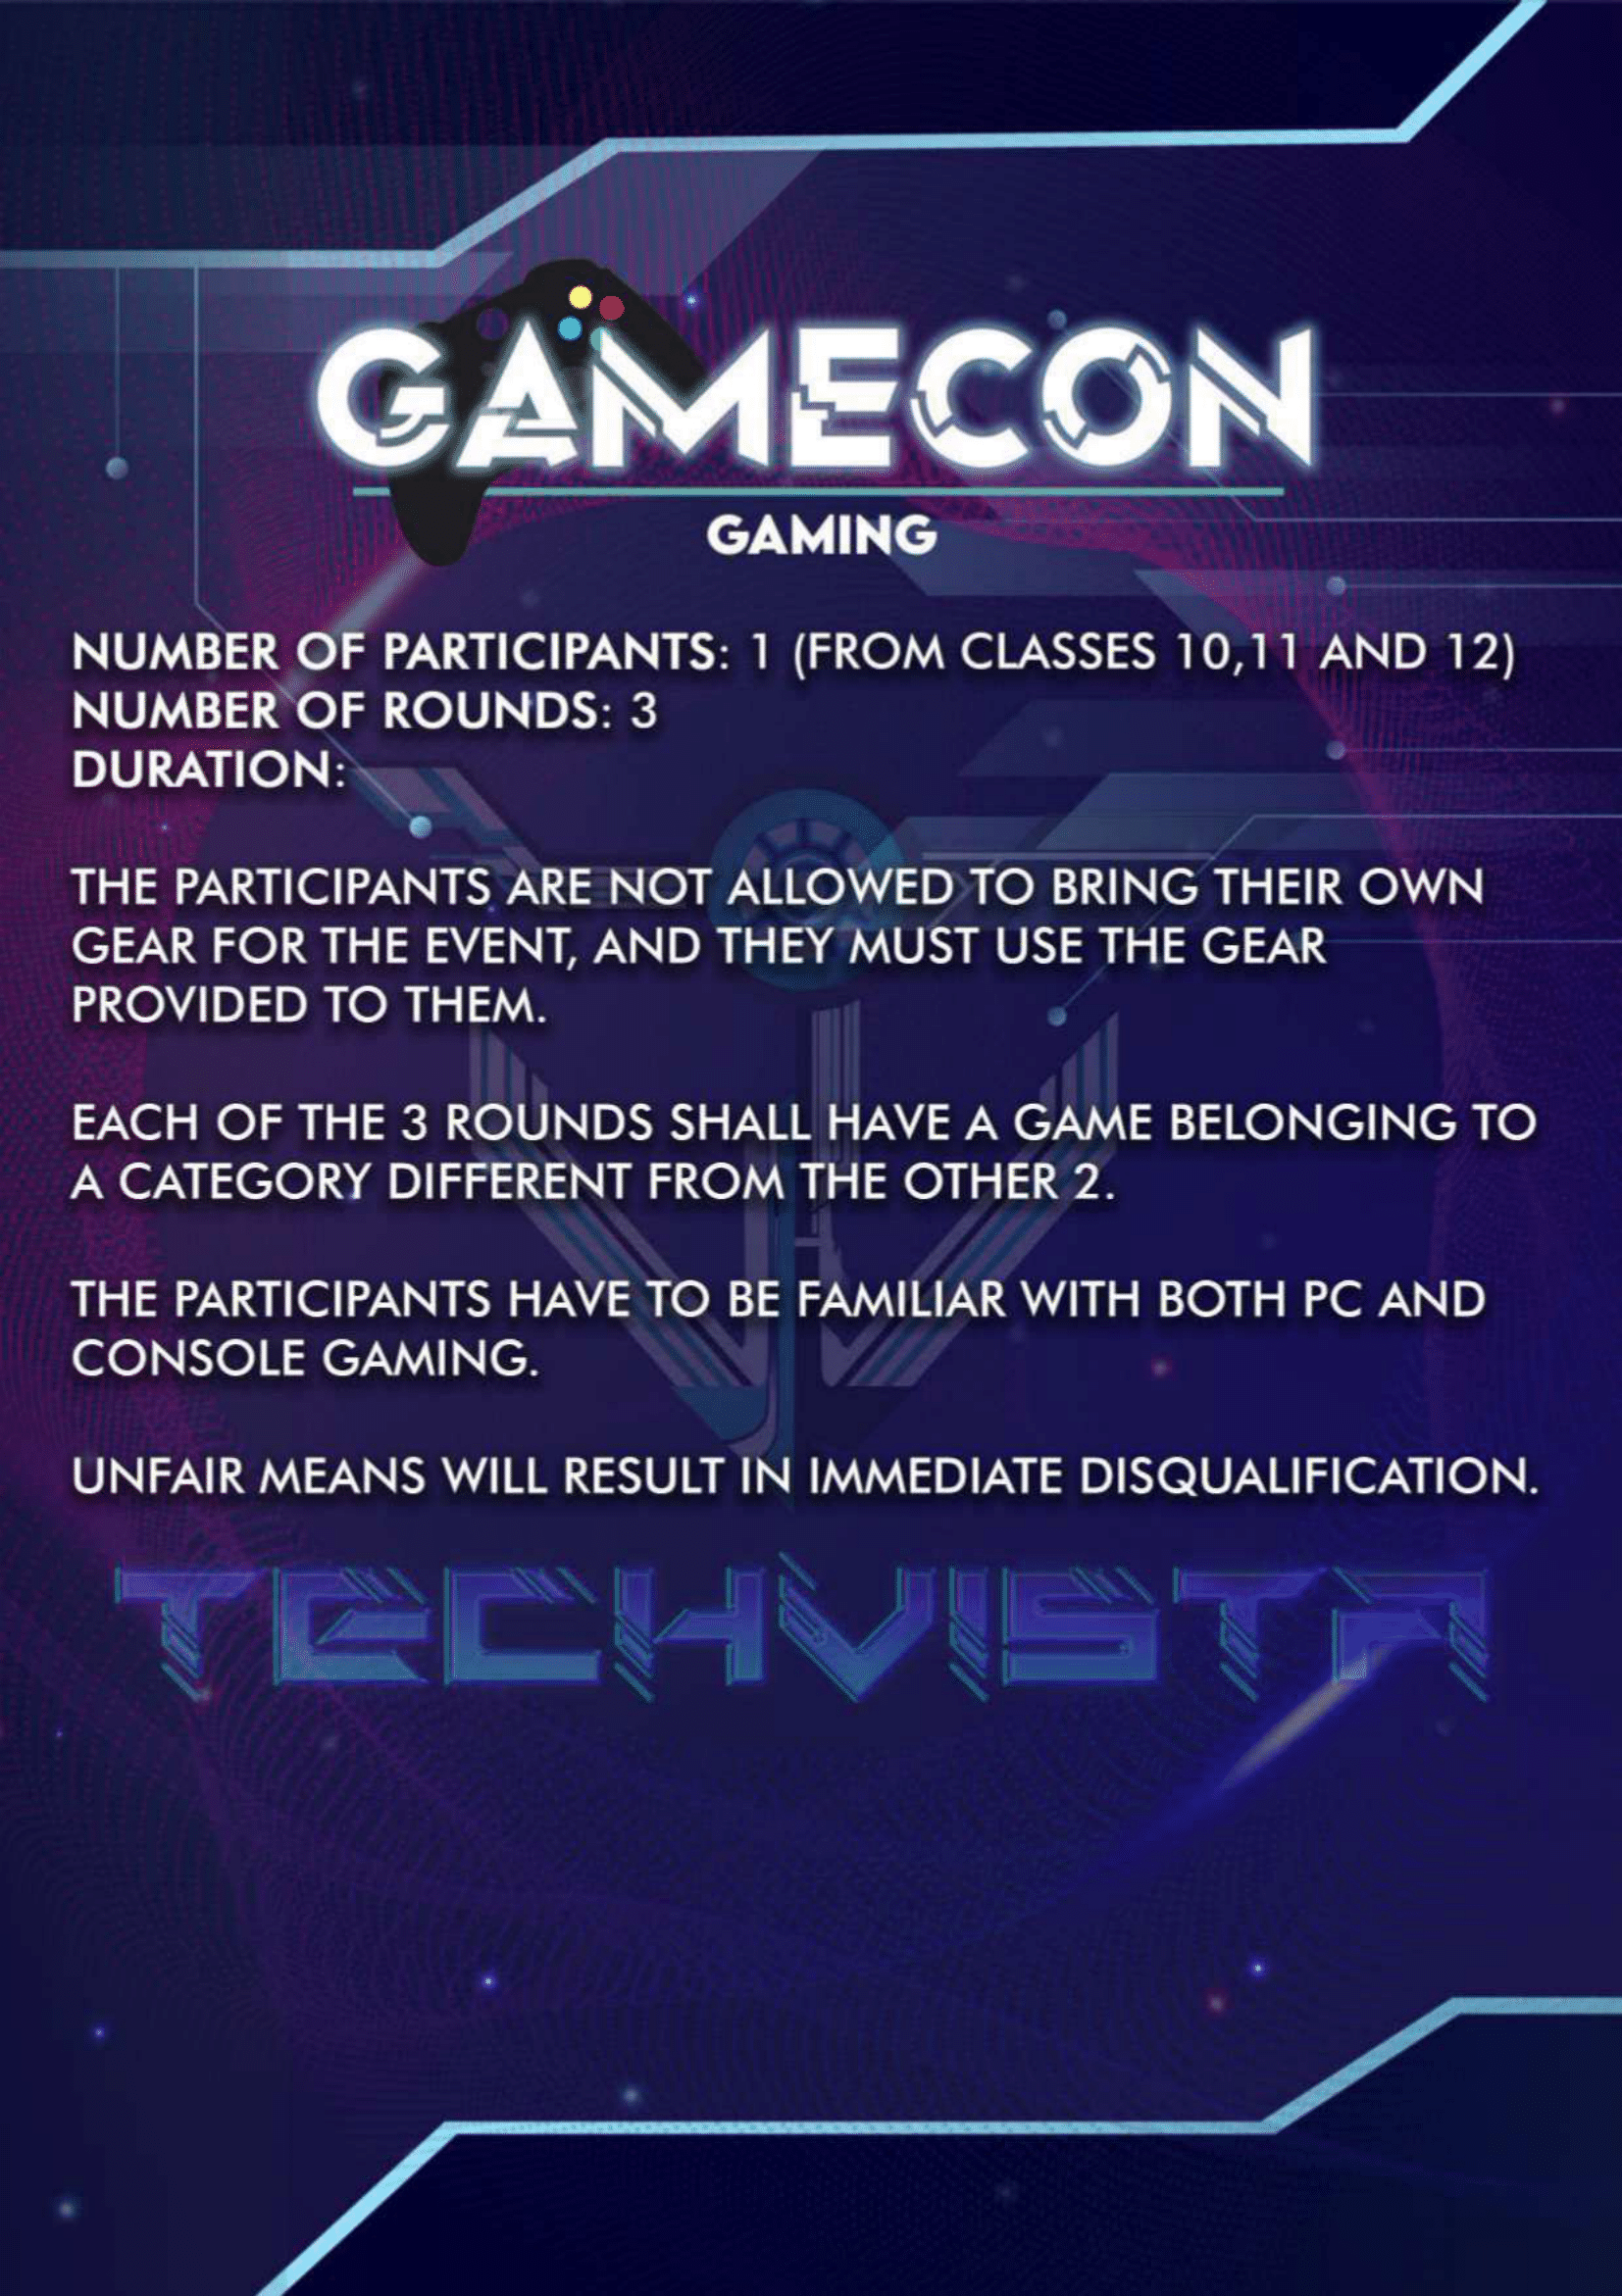 GAMECON
GAMING
NUMBER OF PARTICIPANTS: 1 (FROM CLASSES 10,11 AND 12)
NUMBER OF ROUNDS: 3
DURATION:
THE PARTICIPANTS ARE NOT ALLOWED TO BRING THEIR OWN
GEAR FOR THE EVENT, AND THEY MUST USE THE GEAR
PROVIDED TO THEM.
EACH OF THE 3 ROUNDS SHALL HAVE A GAME BELONGING TO
A CATEGORY DIFFERENT FROM THE OTHER 2.
THE PARTICIPANTS HAVE TO BE FAMILIAR WITH BOTH PC AND
CONSOLE GAMING.
UNFAIR MEANS WILL RESULT IN IMMEDIATE DISQUALIFICATION.
TECHVISTA